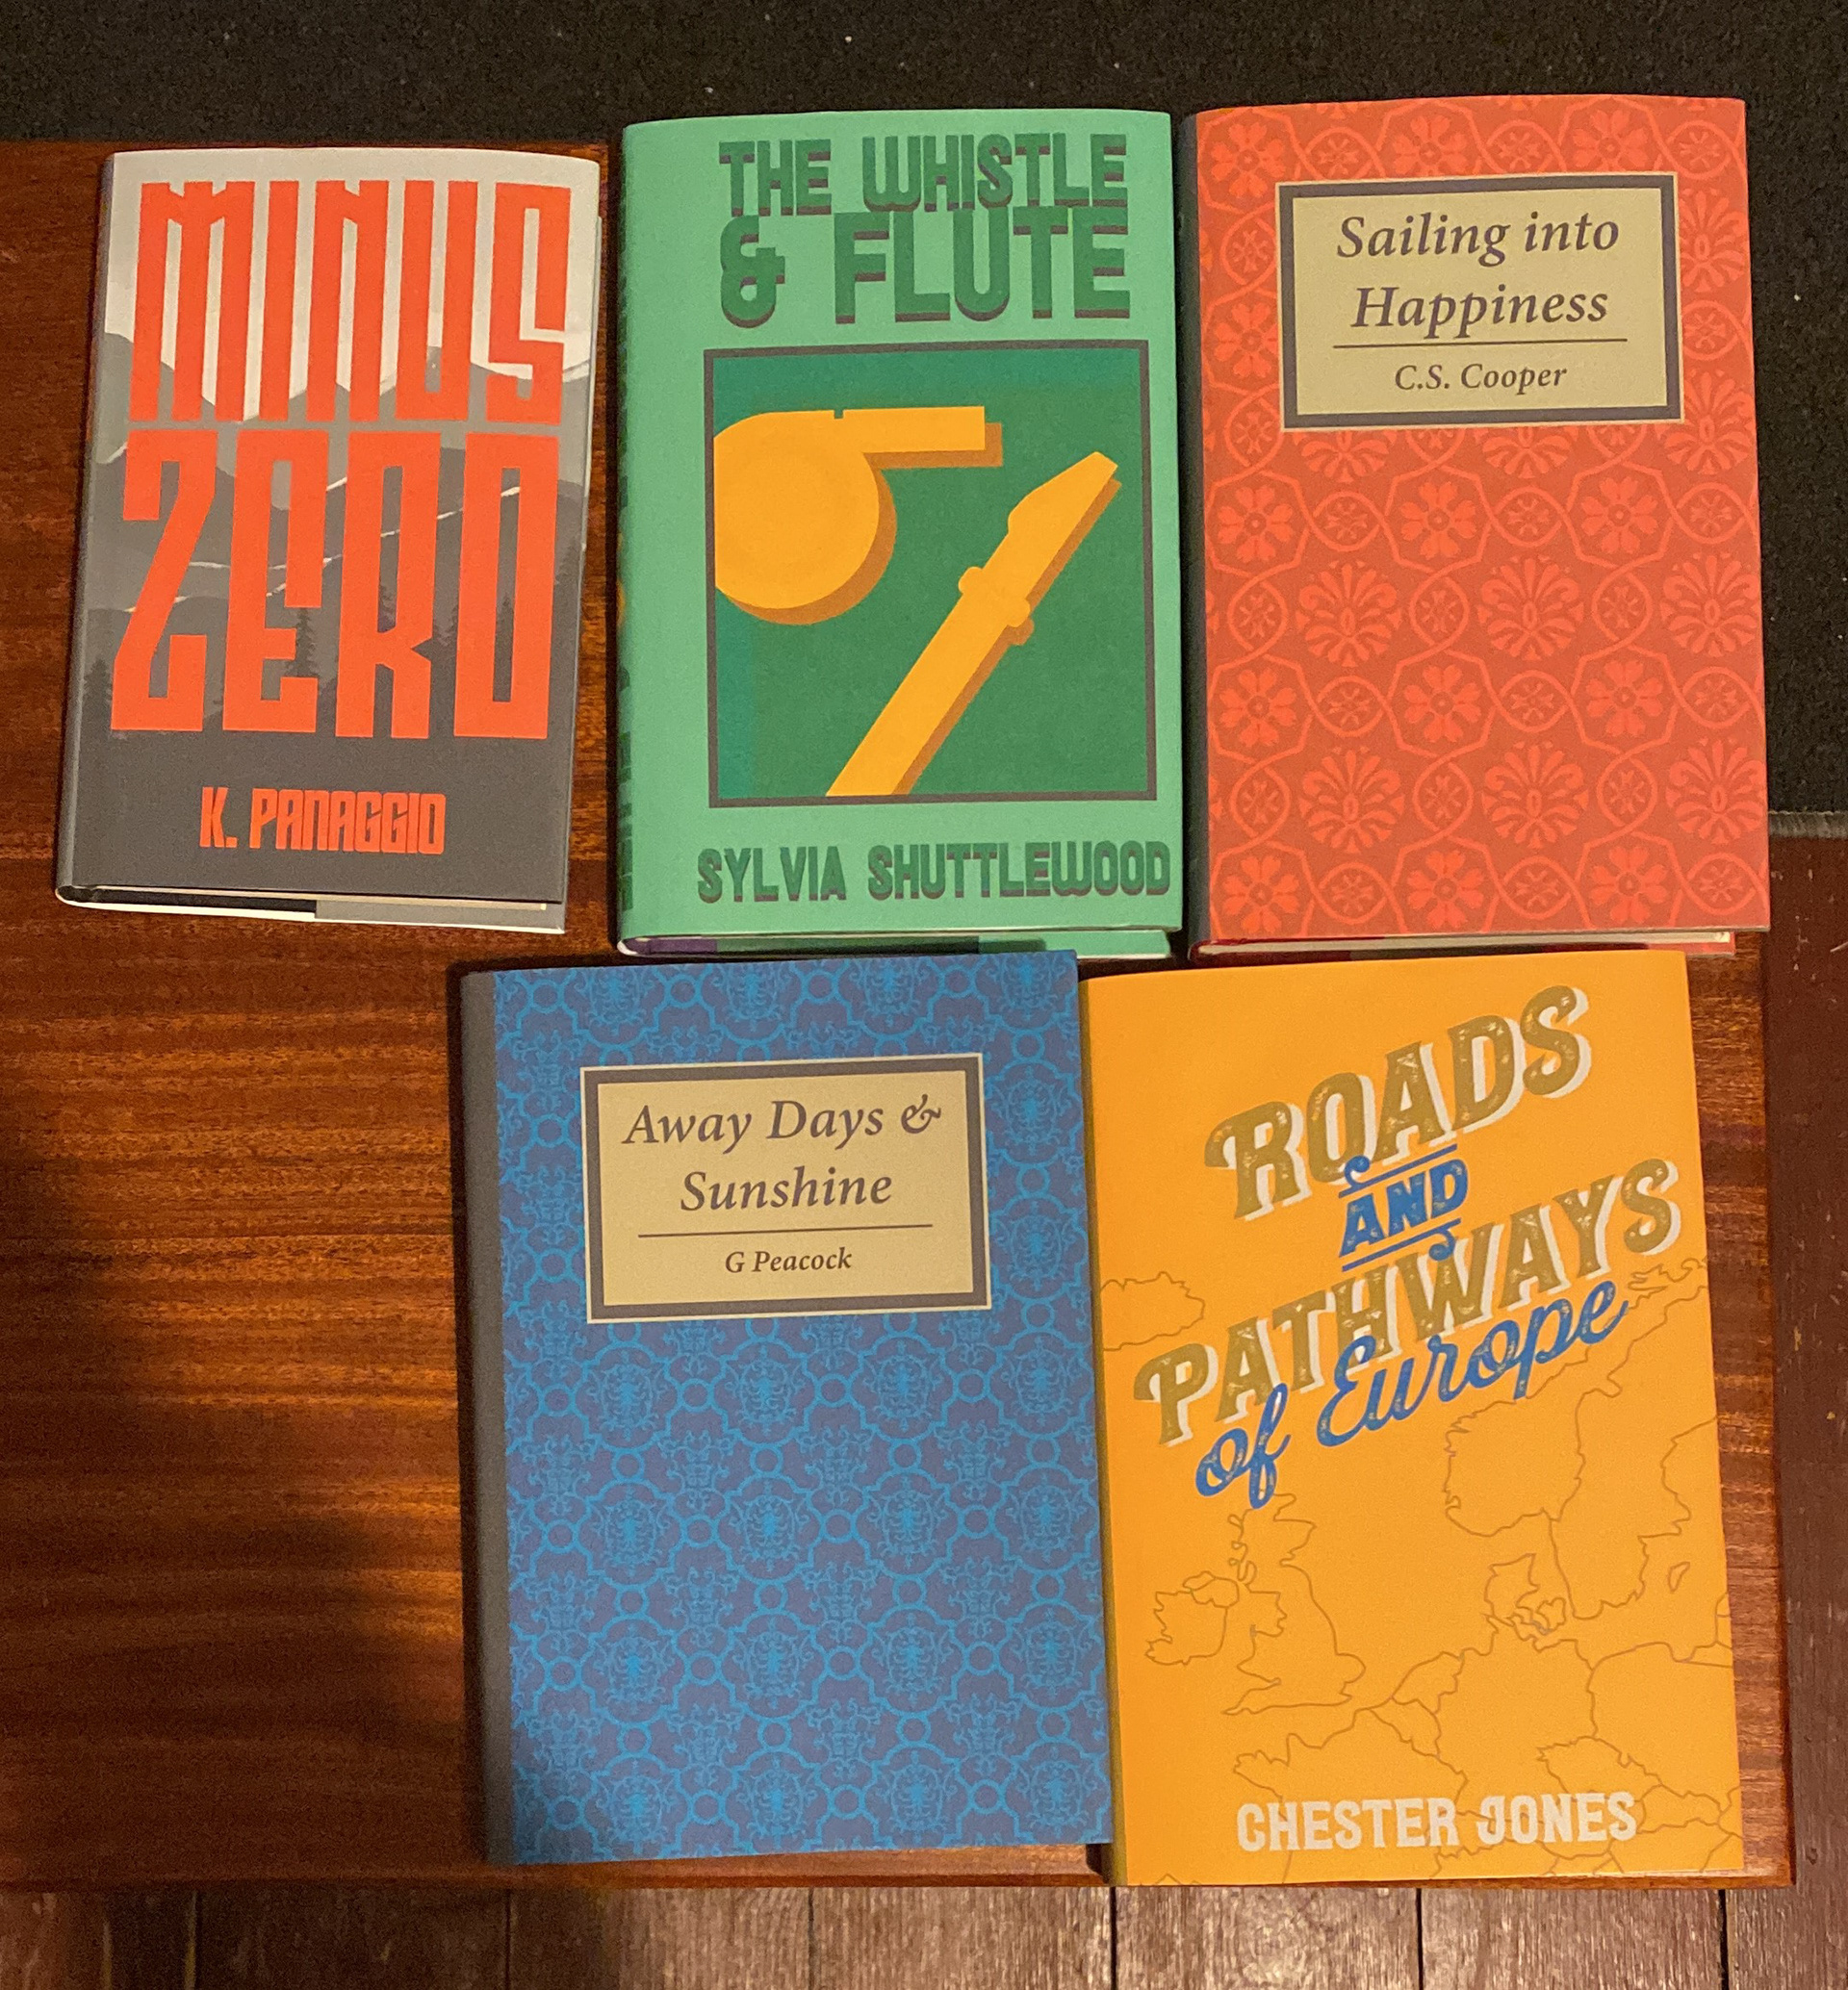 MINUS
ZERO
K. PANAGGIO
THE WHISTLE
& FLUTE
SYLVIA SHUTTLEWOOD
Sailing into
Happiness
C.S. Cooper
Away Days &
Sunshine
G Peacock
ROADS
AND
PATHWAYS
of Europe
CHESTER JONES